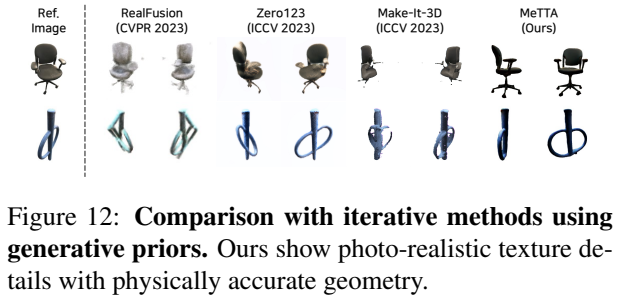 Ref.
Image
RealFusion
(CVPR 2023)
Zero123
(ICCV 2023)
Make-It-3D
(ICCV 2023)
MeTTA
(Ours)
Figure 12: Comparison with iterative methods using
generative priors. Ours show photo-realistic texture de-
tails with physically accurate geometry.